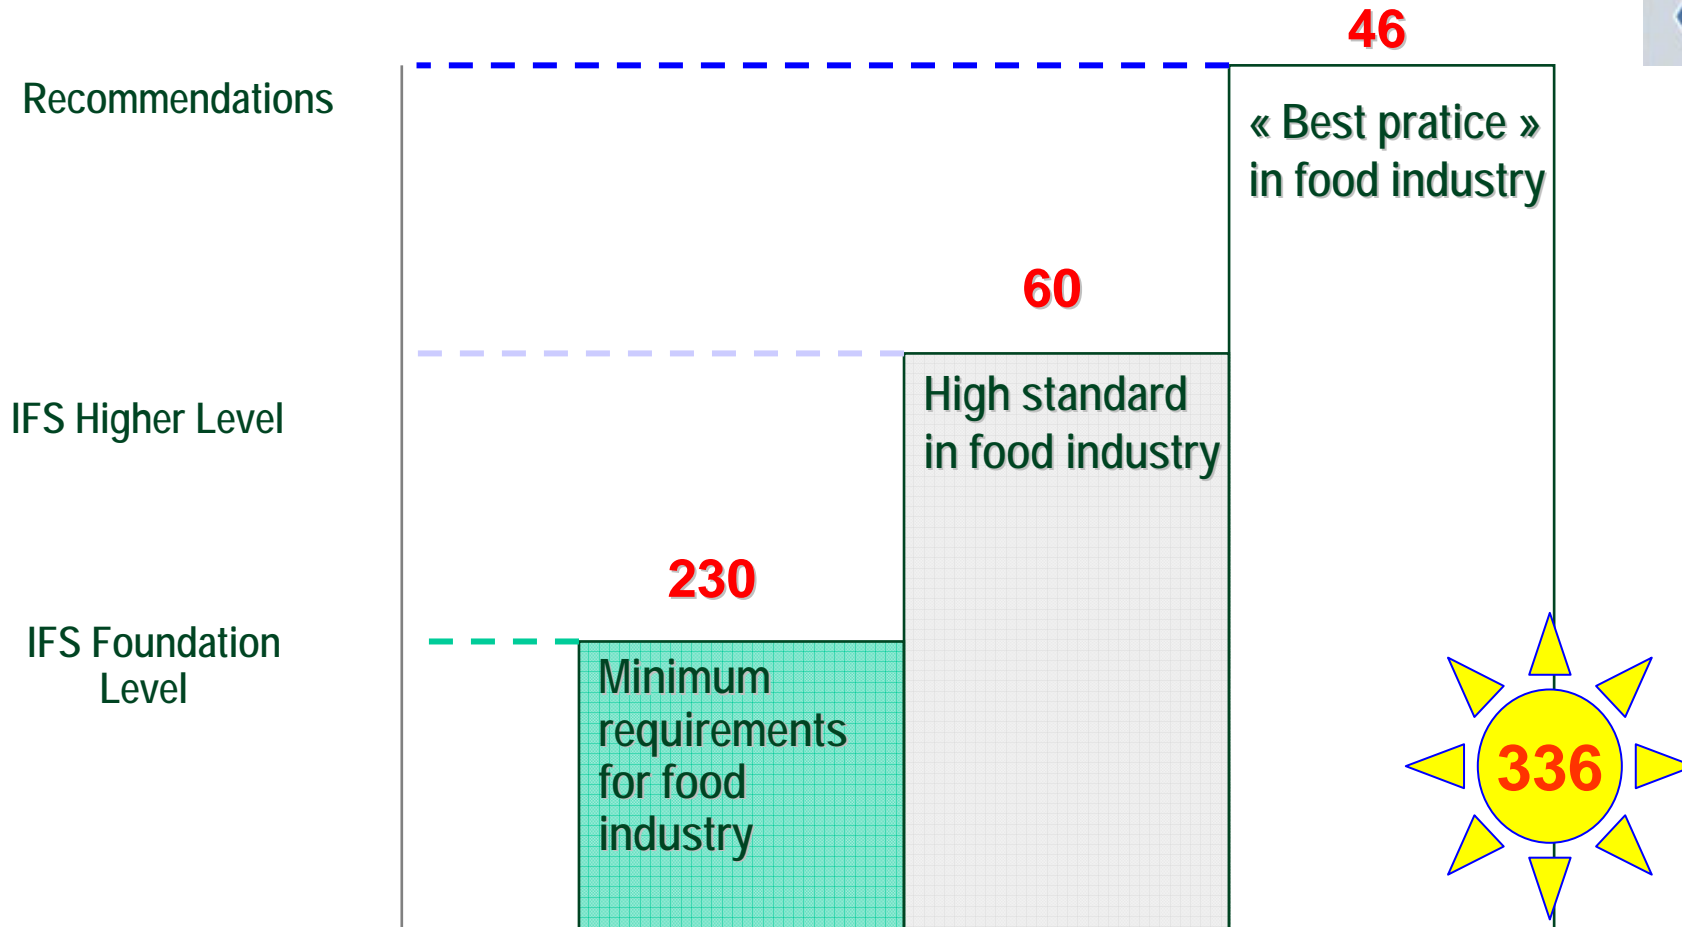 46
Recommendations
« Best pratice »
in food industry
60
IFS Higher Level
High standard
in food industry
230
IFS Foundation
Level
Minimum
requirements
for food
industry
336